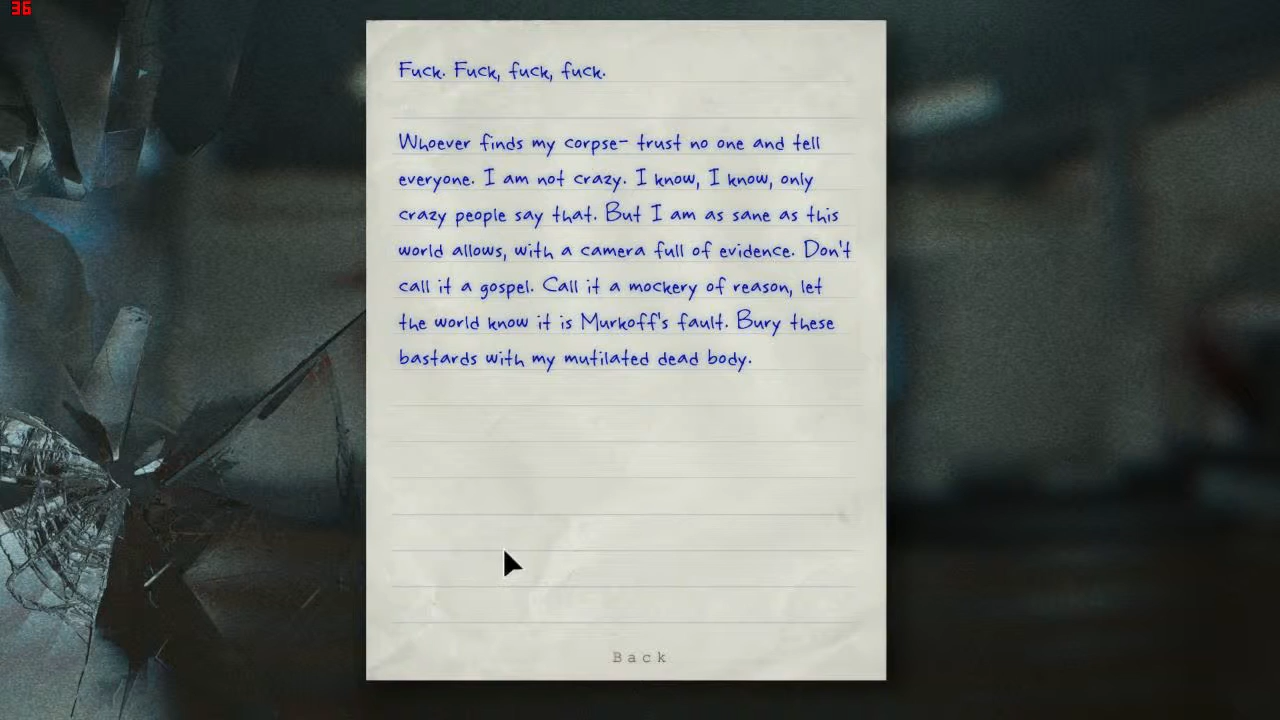 36
Fuck. Fuck, fuck, fuck.
Whoever finds my corpse- trust no one and tell
everyone. I am not crazy. I know, I know, only
crazy people say that. But I am as sane as this
world allows, with a camera full of evidence. Don't
call it a gospel. Call it a mockery of reason, let
the world know it is Murkoff's fault. Bury these
bastards with my mutilated dead body.
Back